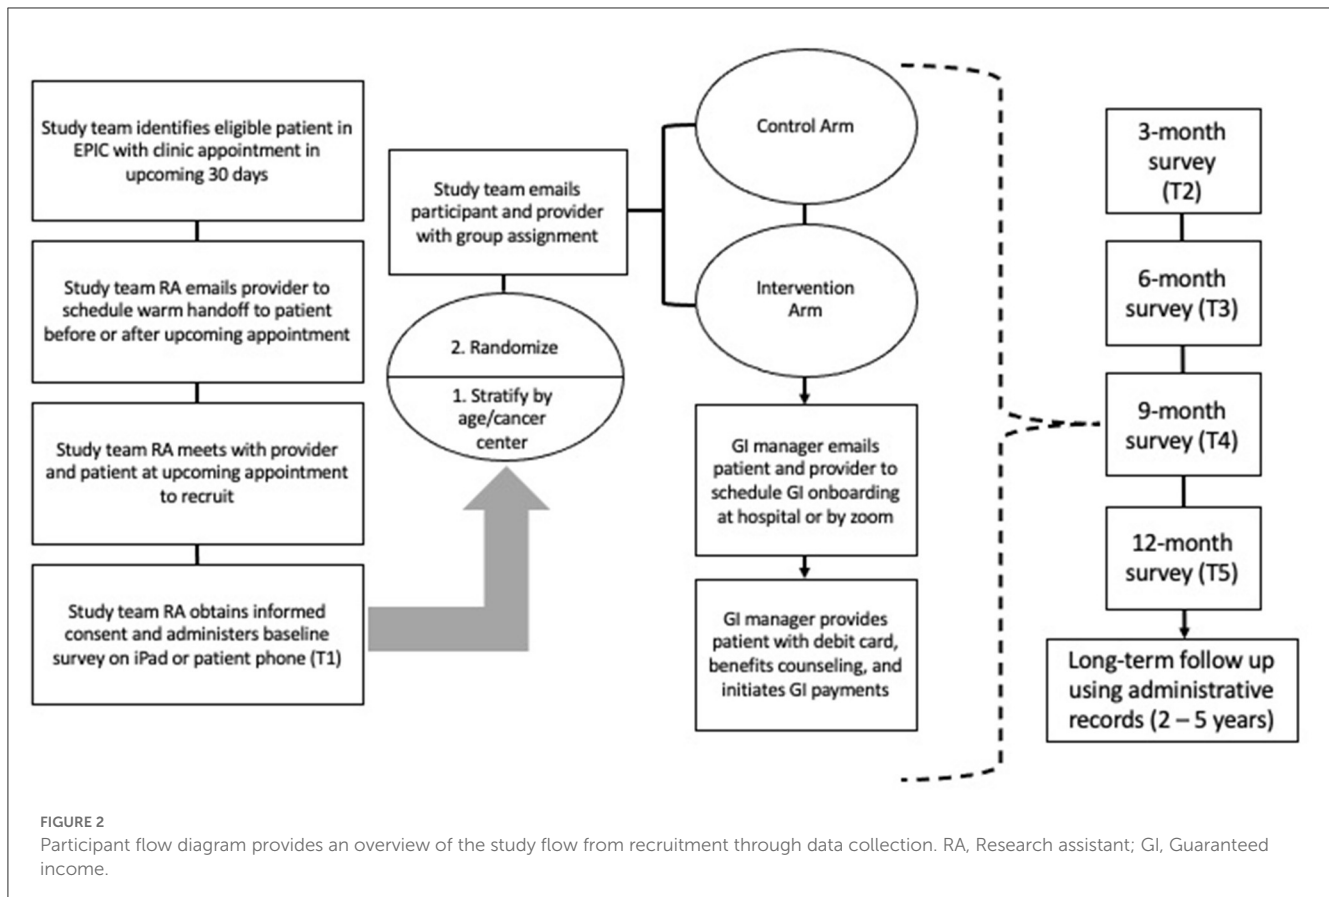 Study team identifies eligible patient in
EPIC with clinic appointment in
upcoming 30 days
Study team RA emails provider to
schedule warm handoff to patient
before or after upcoming appointment
Study team RA meets with provider
and patient at upcoming appointment
to recruit
Study team RA obtains informed
consent and administers baseline
survey on iPad or patient phone (T1)
1. Stratify by
age/cancer
center
2. Randomize
Study team emails
participant and provider
with group assignment
Control Arm
Intervention
Arm
GI manager emails
patient and provider to
schedule GI onboarding
at hospital or by zoom
GI manager provides
patient with debit card,
benefits counseling, and
initiates GI payments
3-month
survey
(T2)
6-month
survey (T3)
9-month
survey (T4)
12-month
survey (T5)
Long-term follow up
using administrative
records (2 – 5 years)
FIGURE 2
Participant flow diagram provides an overview of the study flow from recruitment through data collection. RA, Research assistant; GI, Guaranteed
income.